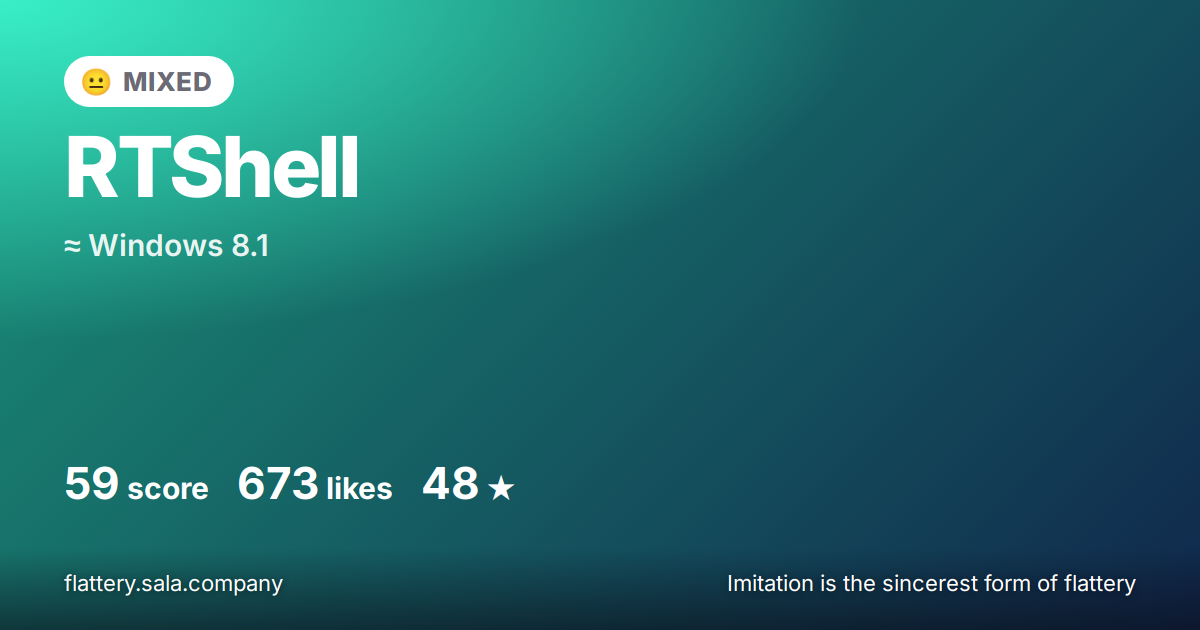 😐 MIXED
RTShell
≈ Windows 8.1
59 score 673 likes 48 ★
flattery.sala.company
Imitation is the sincerest form of flattery